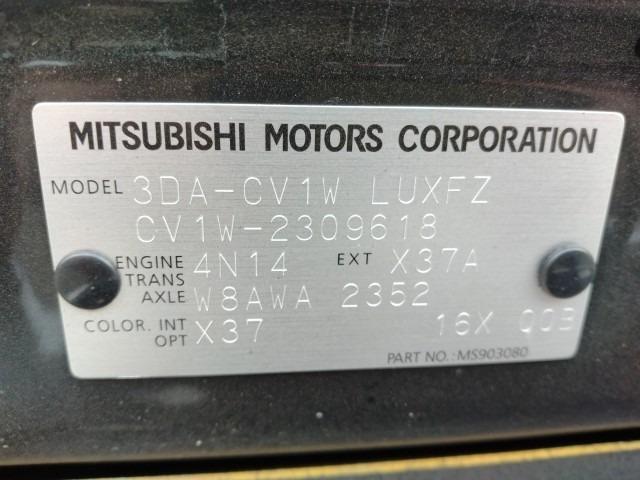 MITSUBISHI MOTORS CORPORATION
MODEL 3DA-CV1W LUXFZ
CV1W-2309618
ENGINE 4N14 EXT X37A
TRANS
AXLE W8AWA 2352
COLOR. INT
OPT X37 16X 00B
PART NO.: MS903080